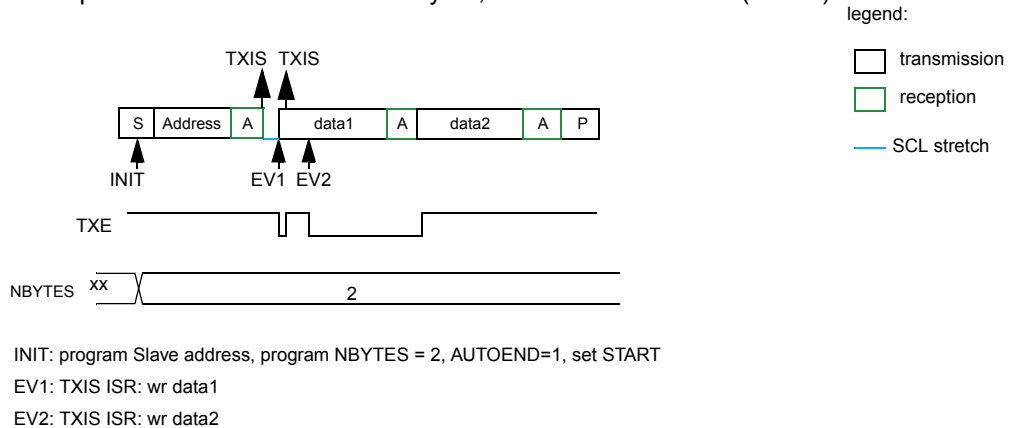 legend:
transmission
reception
SCL stretch
TXIS TXIS
S Address A data1 A data2 A P
INIT EV1 EV2
TXE
NBYTES xx 2
INIT: program Slave address, program NBYTES = 2, AUTOEND=1, set START
EV1: TXIS ISR: wr data1
EV2: TXIS ISR: wr data2